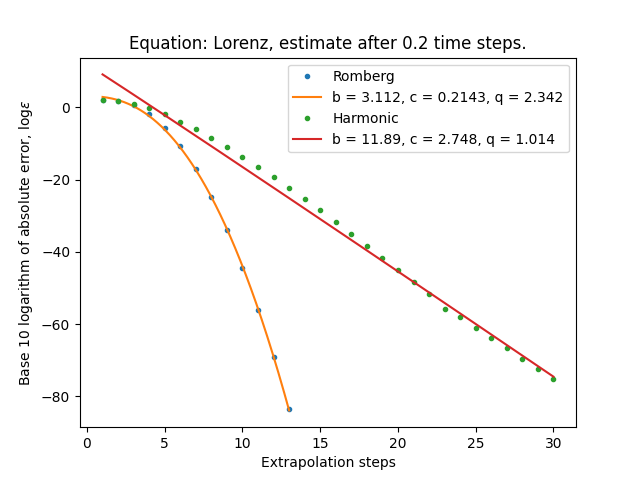 Equation: Lorenz, estimate after 0.2 time steps.
Romberg
b = 3.112, c = 0.2143, q = 2.342
Harmonic
b = 11.89, c = 2.748, q = 1.014
Base 10 logarithm of absolute error, logε
0
−20
−40
−60
−80
0 5 10 15 20 25 30
Extrapolation steps